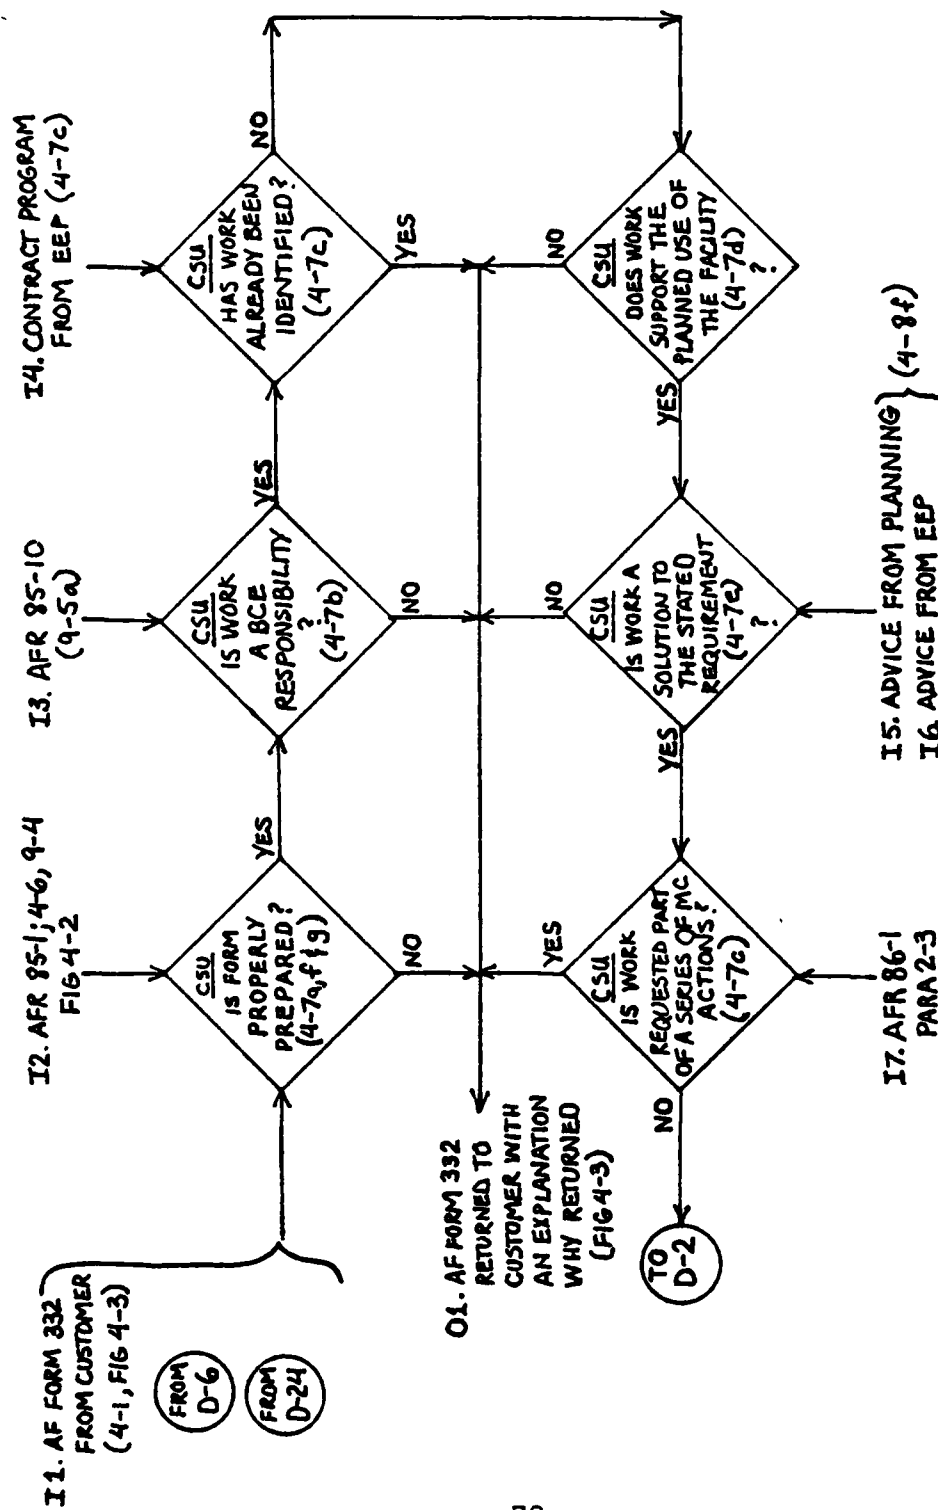 I1. AF FORM 332
FROM CUSTOMER
(4-1, FIG 4-3)
FROM
D-6
FROM
D-24
I2. AFR 85-1; 4-6, 9-4
FIG 4-2
CSU
IS FORM
PROPERLY
PREPARED?
(4-7a, f & g)
YES
NO
I3. AFR 85-10
(9-5a)
CSU
IS WORK
A BCE
RESPONSIBILITY
?
(4-7b)
YES
NO
I4. CONTRACT PROGRAM
FROM EEP (4-7c)
CSU
HAS WORK
ALREADY BEEN
IDENTIFIED?
(4-7c)
NO
YES
O1. AF FORM 332
RETURNED TO
CUSTOMER WITH
AN EXPLANATION
WHY RETURNED
(FIG 4-3)
NO
CSU
DOES WORK
SUPPORT THE
PLANNED USE OF
THE FACILITY
(4-7d)
?
YES
NO
CSU
IS WORK A
SOLUTION TO
THE STATED
REQUIREMENT
(4-7e)
?
YES
I5. ADVICE FROM PLANNING } (4-8f)
I6. ADVICE FROM EEP
YES
CSU
IS WORK
REQUESTED PART
OF A SERIES OF MC
ACTIONS?
(4-7c)
NO
I7. AFR 86-1
PARA 2-3
TO
D-2